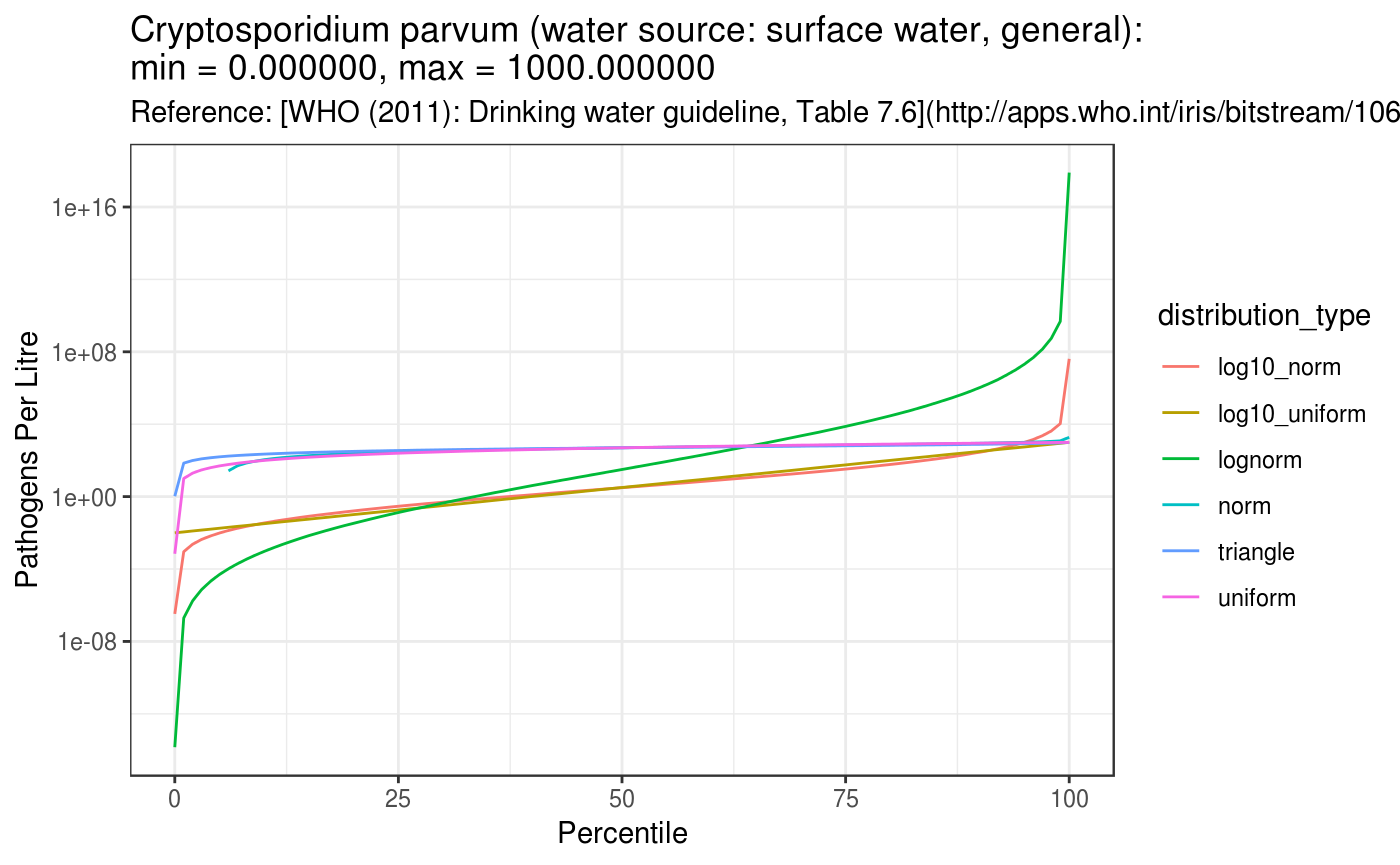 Cryptosporidium parvum (water source: surface water, general):
min = 0.000000, max = 1000.000000
Reference: [WHO (2011): Drinking water guideline, Table 7.6](http://apps.who.int/iris/bitstream/106
1e+16
1e+08
1e+00
1e-08
Pathogens Per Litre
0 25 50 75 100
Percentile
distribution_type
log10_norm
log10_uniform
lognorm
norm
triangle
uniform